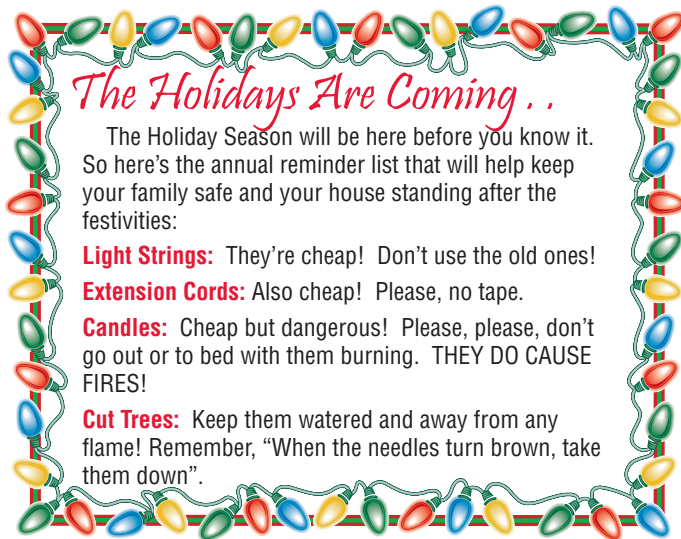 The Holidays Are Coming . .
The Holiday Season will be here before you know it.
So here’s the annual reminder list that will help keep
your family safe and your house standing after the
festivities:
Light Strings: They’re cheap! Don’t use the old ones!
Extension Cords: Also cheap! Please, no tape.
Candles: Cheap but dangerous! Please, please, don’t
go out or to bed with them burning. THEY DO CAUSE
FIRES!
Cut Trees: Keep them watered and away from any
flame! Remember, “When the needles turn brown, take
them down”.